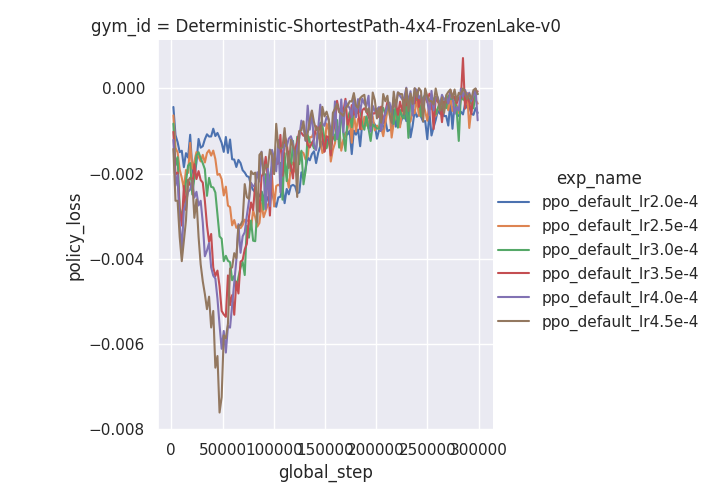 gym_id = Deterministic-ShortestPath-4x4-FrozenLake-v0
0.000
−0.002
−0.004
−0.006
−0.008
policy_loss
0 50000 100000 150000 200000 250000 300000
global_step
exp_name
ppo_default_lr2.0e-4
ppo_default_lr2.5e-4
ppo_default_lr3.0e-4
ppo_default_lr3.5e-4
ppo_default_lr4.0e-4
ppo_default_lr4.5e-4